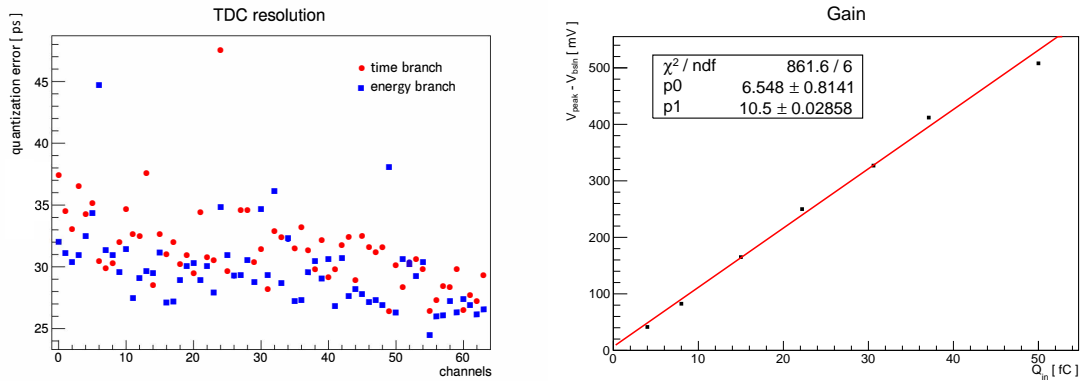 TDC resolution
quantization error [ ps ]
45
40
35
30
25
time branch
energy branch
0 10 20 30 40 50 60
channels
Gain
V_peak - V_bsln [ mV ]
500
400
300
200
100
0
χ² / ndf 861.6 / 6
p0 6.548 ± 0.8141
p1 10.5 ± 0.02858
0 10 20 30 40 50
Q_in [ fC ]